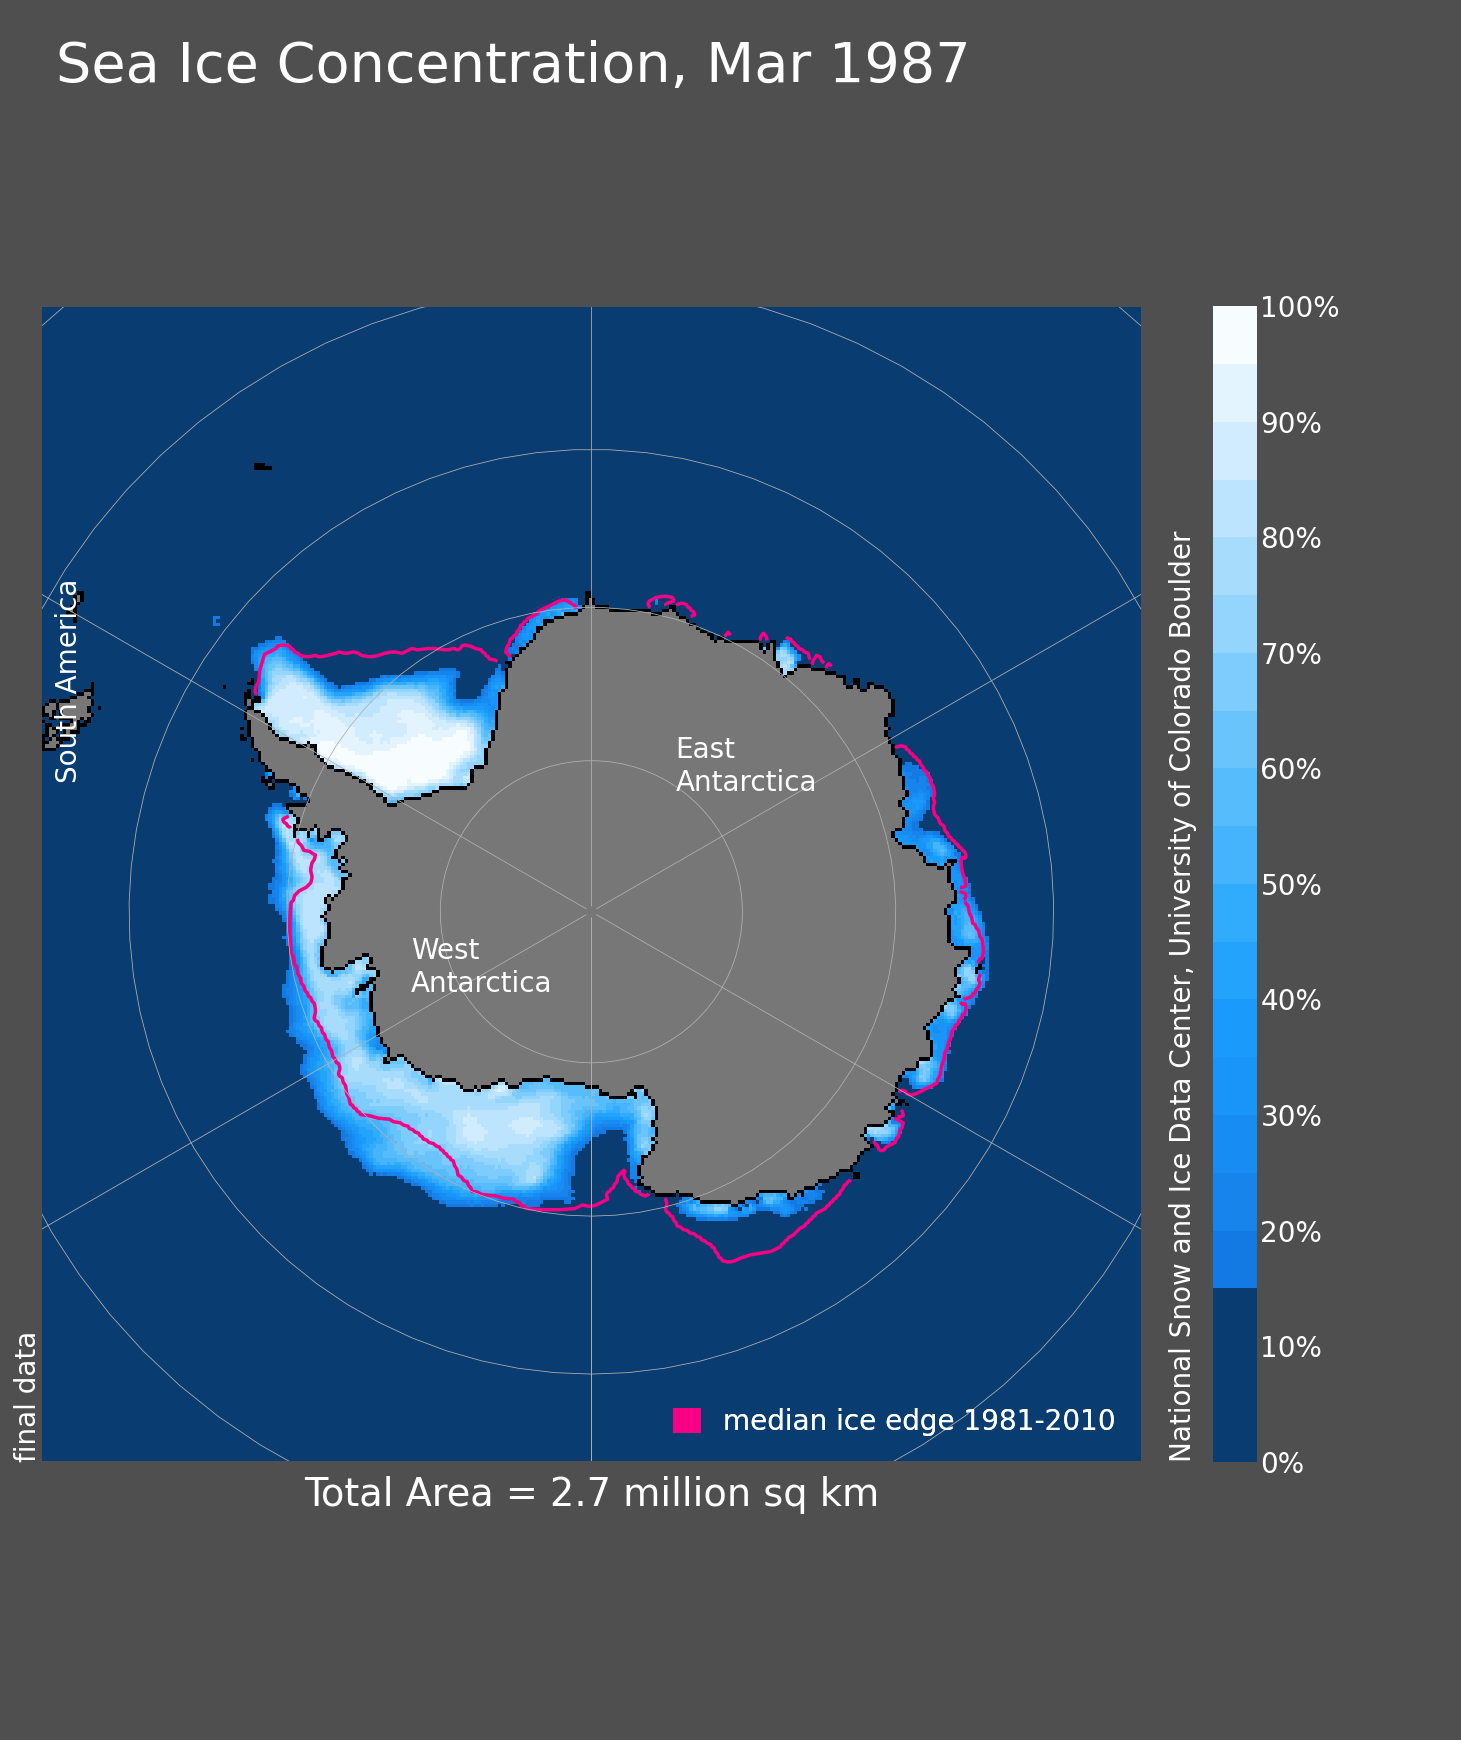 Sea Ice Concentration, Mar 1987
South America
East
Antarctica
West
Antarctica
median ice edge 1981-2010
final data
Total Area = 2.7 million sq km
National Snow and Ice Data Center, University of Colorado Boulder
100%
90%
80%
70%
60%
50%
40%
30%
20%
10%
0%